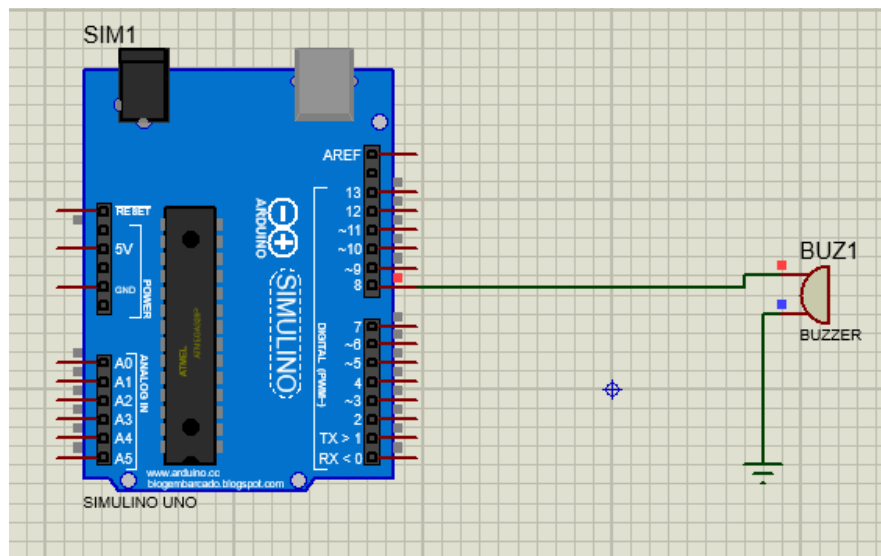 SIM1
AREF
13
12
~11
~10
~9
8
7
~6
~5
4
~3
2
TX > 1
RX < 0
DIGITAL (PWM~)
ARDUINO
SIMULINO
RESET
5V
GND
POWER
A0
A1
A2
A3
A4
A5
ANALOG IN
ATMEL
ATMEGA328P
www.arduino.cc
blogembarcado.blogspot.com
SIMULINO UNO
BUZ1
BUZZER